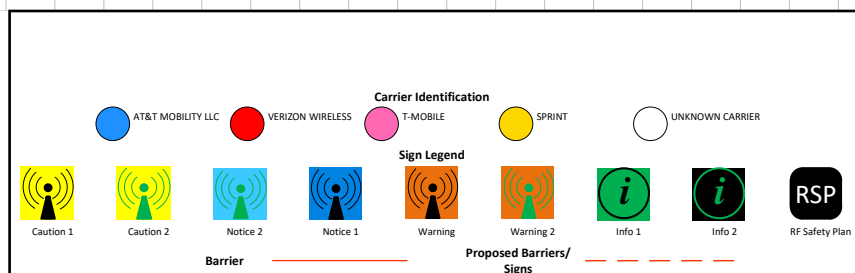 Carrier Identification
AT&T MOBILITY LLC VERIZON WIRELESS T-MOBILE SPRINT UNKNOWN CARRIER
Sign Legend
i i RSP
Caution 1 Caution 2 Notice 2 Notice 1 Warning Warning 2 Info 1 Info 2 RF Safety Plan
Barrier Proposed Barriers/
Signs